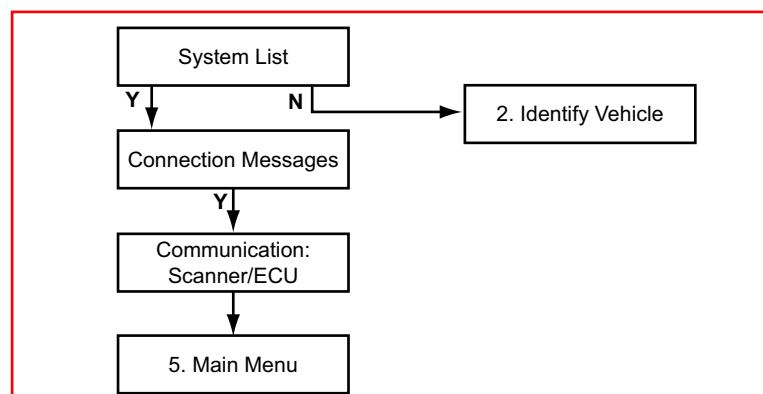 System List
Y
N
2. Identify Vehicle
Connection Messages
Y
Communication:
Scanner/ECU
5. Main Menu